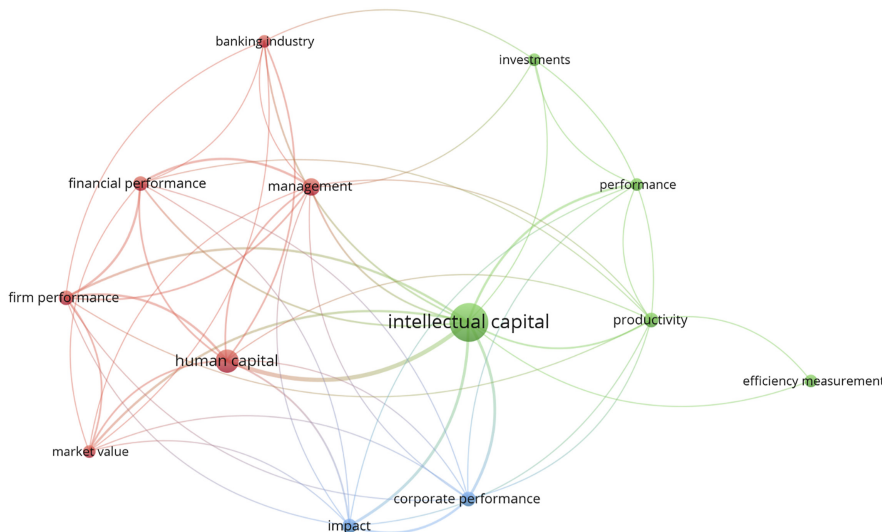 banking industry
investments
financial performance
management
performance
firm performance
intellectual capital
productivity
human capital
efficiency measurement
market value
corporate performance
impact